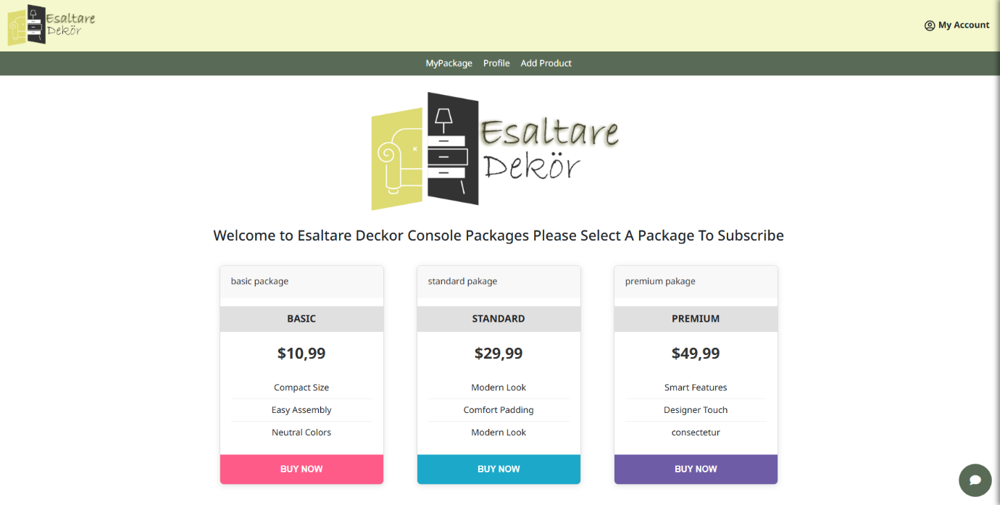 Esaltare
Dekör
My Account
MyPackage Profile Add Product
Esaltare
Dekör
Welcome to Esaltare Deckor Console Packages Please Select A Package To Subscribe
basic package
BASIC
$10,99
Compact Size
Easy Assembly
Neutral Colors
BUY NOW
standard pakage
STANDARD
$29,99
Modern Look
Comfort Padding
Modern Look
BUY NOW
premium pakage
PREMIUM
$49,99
Smart Features
Designer Touch
consectetur
BUY NOW